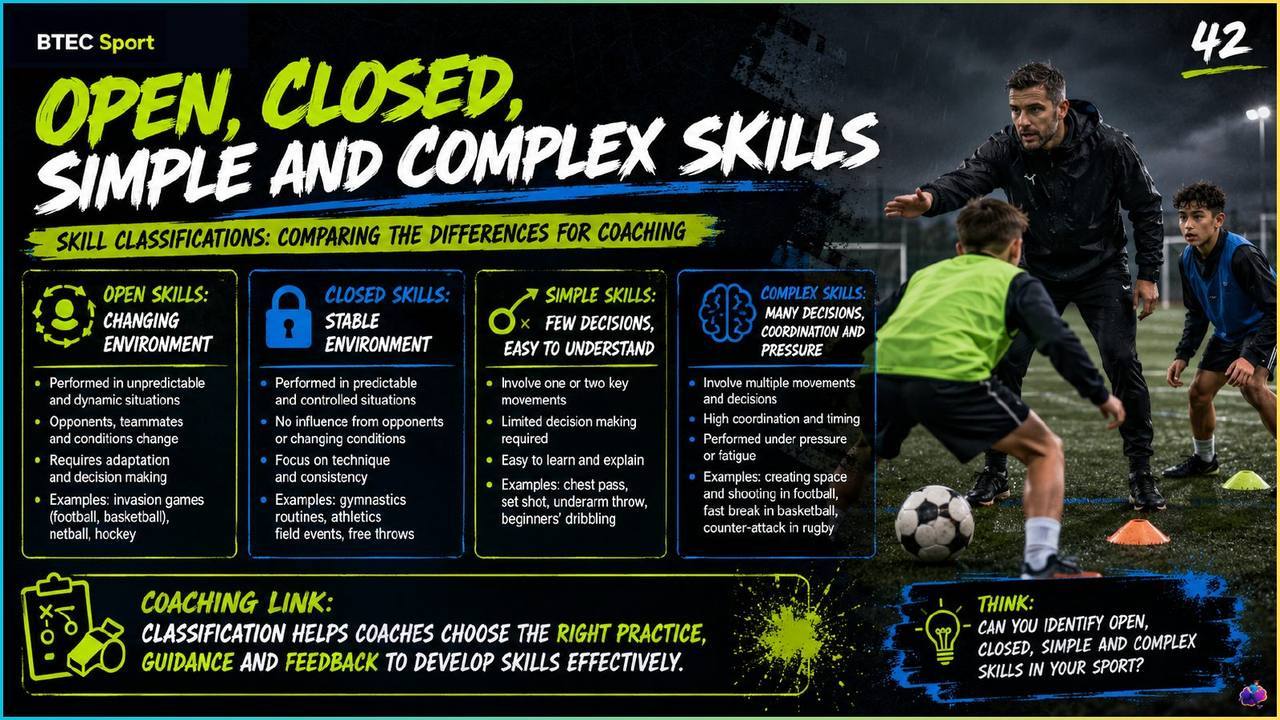 BTEC Sport
42
OPEN, CLOSED,
SIMPLE AND COMPLEX SKILLS
SKILL CLASSIFICATIONS: COMPARING THE DIFFERENCES FOR COACHING
OPEN SKILLS:
CHANGING
ENVIRONMENT
• Performed in unpredictable
and dynamic situations
• Opponents, teammates
and conditions change
• Requires adaptation
and decision making
• Examples: invasion games
(football, basketball),
netball, hockey
CLOSED SKILLS:
STABLE
ENVIRONMENT
• Performed in predictable
and controlled situations
• No influence from opponents
or changing conditions
• Focus on technique
and consistency
• Examples: gymnastics
routines, athletics
field events, free throws
SIMPLE SKILLS:
FEW DECISIONS,
EASY TO UNDERSTAND
• Involve one or two key
movements
• Limited decision making
required
• Easy to learn and explain
• Examples: chest pass,
set shot, underarm throw,
beginners' dribbling
COMPLEX SKILLS:
MANY DECISIONS,
COORDINATION AND
PRESSURE
• Involve multiple movements
and decisions
• High coordination and timing
• Performed under pressure
or fatigue
• Examples: creating space
and shooting in football,
fast break in basketball,
counter-attack in rugby
COACHING LINK:
CLASSIFICATION HELPS COACHES CHOOSE THE RIGHT PRACTICE,
GUIDANCE AND FEEDBACK TO DEVELOP SKILLS EFFECTIVELY.
THINK:
CAN YOU IDENTIFY OPEN,
CLOSED, SIMPLE AND COMPLEX
SKILLS IN YOUR SPORT?